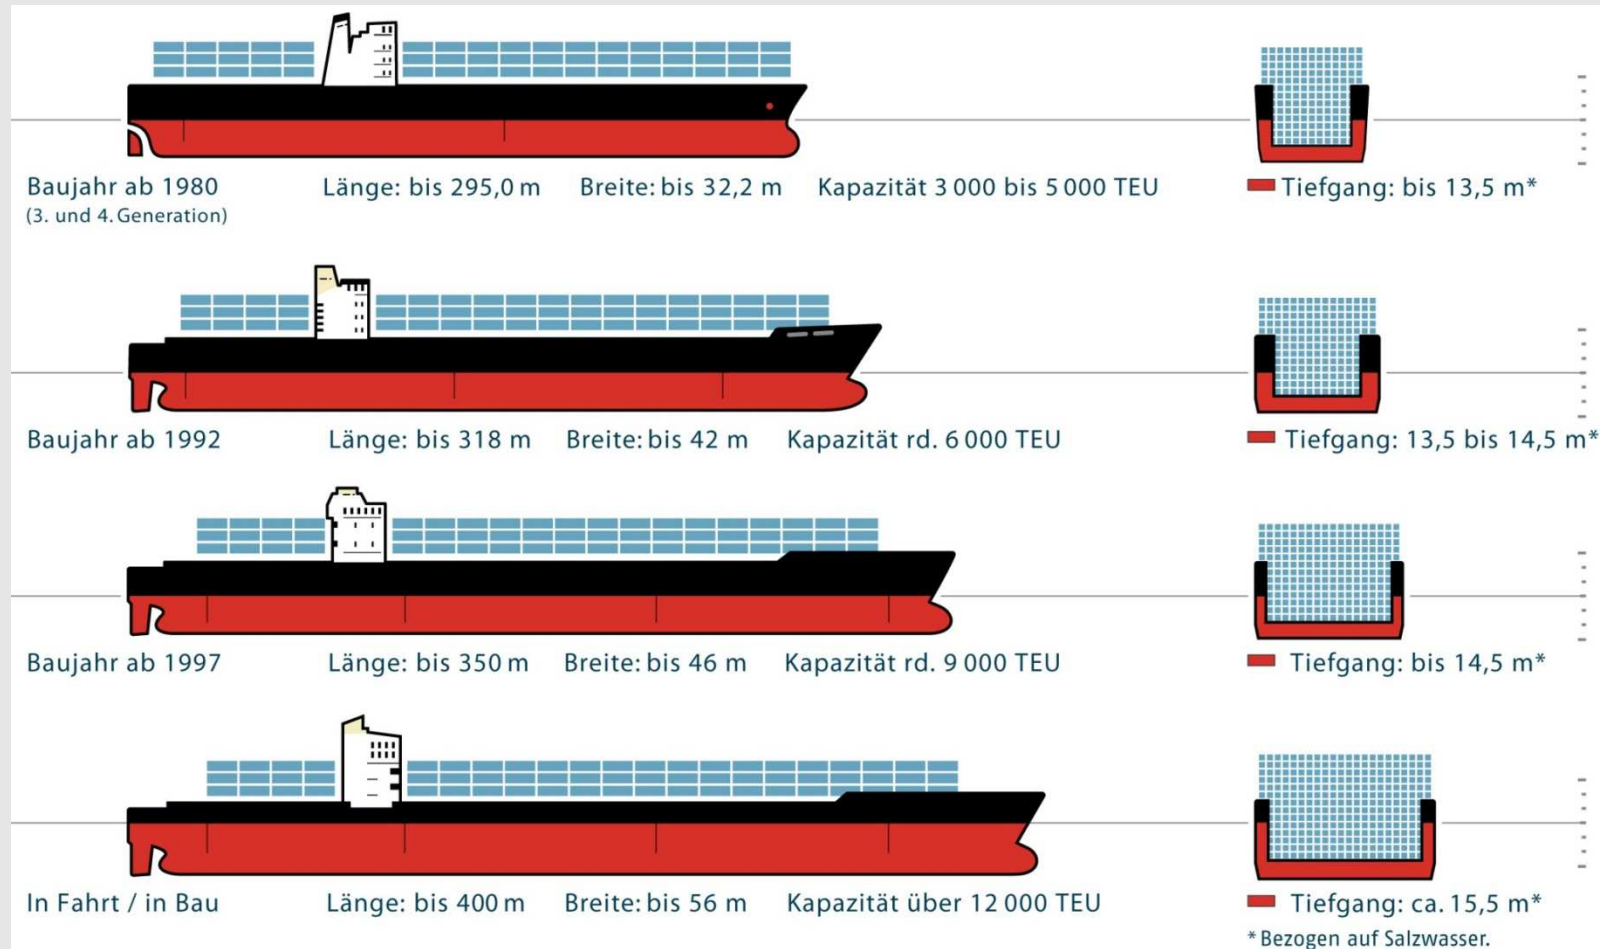 Baujahr ab 1980 Länge: bis 295,0 m Breite: bis 32,2 m Kapazität 3 000 bis 5 000 TEU Tiefgang: bis 13,5 m*
(3. und 4. Generation)
Baujahr ab 1992 Länge: bis 318 m Breite: bis 42 m Kapazität rd. 6 000 TEU Tiefgang: 13,5 bis 14,5 m*
Baujahr ab 1997 Länge: bis 350 m Breite: bis 46 m Kapazität rd. 9 000 TEU Tiefgang: bis 14,5 m*
In Fahrt / in Bau Länge: bis 400 m Breite: bis 56 m Kapazität über 12 000 TEU Tiefgang: ca. 15,5 m*
* Bezogen auf Salzwasser.